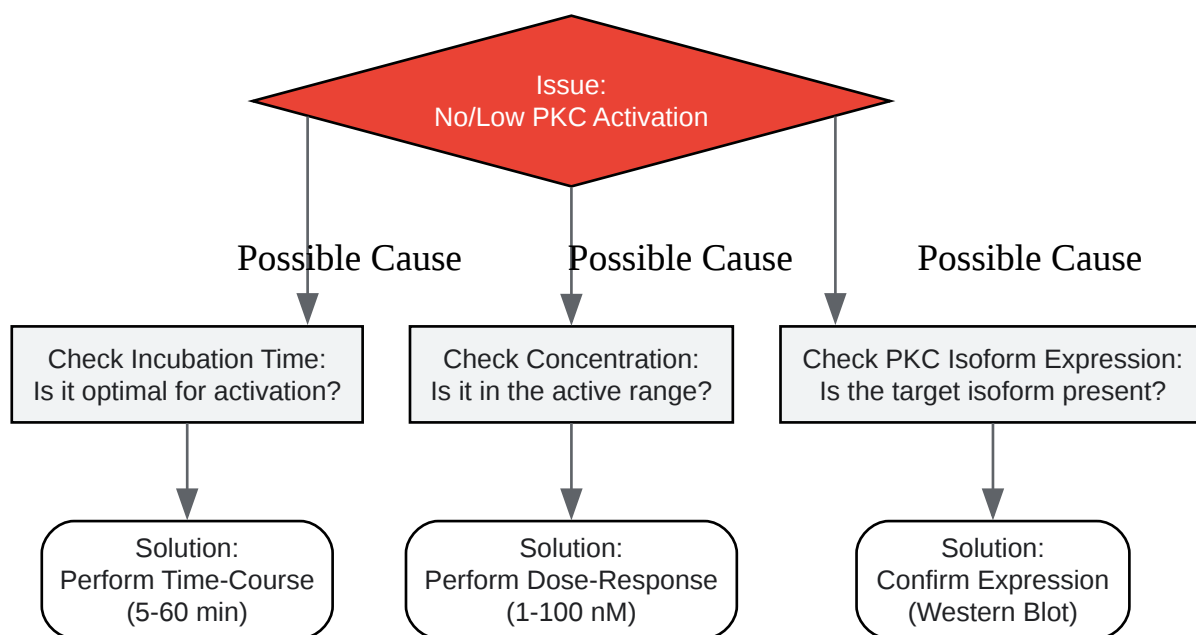 Issue:
No/Low PKC Activation
Possible Cause
Possible Cause
Possible Cause
Check Incubation Time:
Is it optimal for activation?
Check Concentration:
Is it in the active range?
Check PKC Isoform Expression:
Is the target isoform present?
Solution:
Perform Time-Course
(5-60 min)
Solution:
Perform Dose-Response
(1-100 nM)
Solution:
Confirm Expression
(Western Blot)